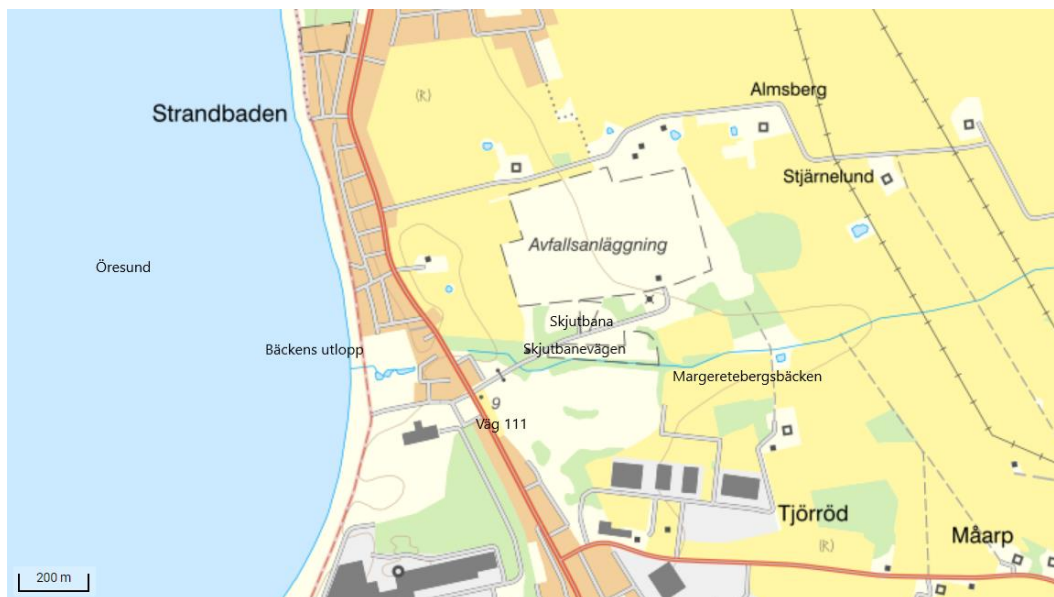 (R)
Almsberg
Strandbaden
Stjärnelund
Avfallsanläggning
Öresund
Skjutbana
Bäckens utlopp
Skjutbanevägen
Margeretebergsbäcken
9
Väg 111
Tjörröd
Måarp
(R)
200 m